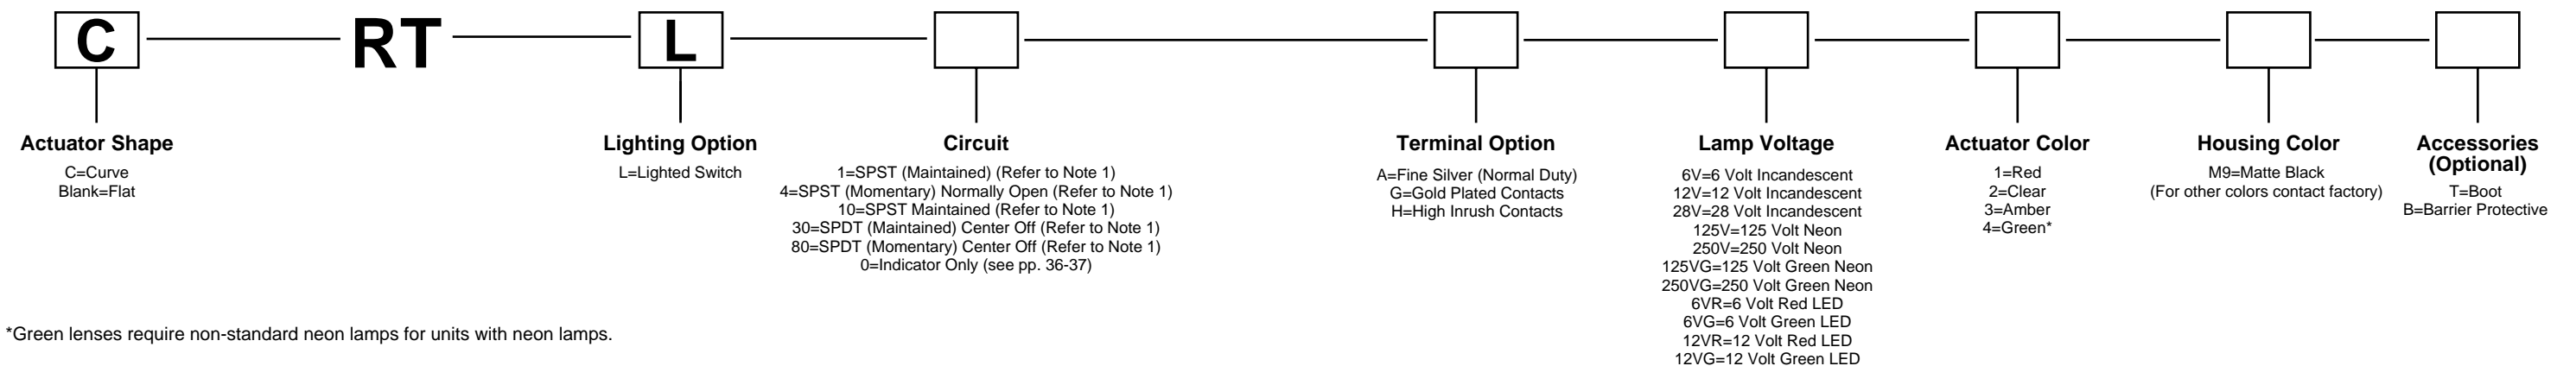 C RT L
Actuator Shape
C=Curve
Blank=Flat
Lighting Option
L=Lighted Switch
Circuit
1=SPST (Maintained) (Refer to Note 1)
4=SPST (Momentary) Normally Open (Refer to Note 1)
10=SPST Maintained (Refer to Note 1)
30=SPDT (Maintained) Center Off (Refer to Note 1)
80=SPDT (Momentary) Center Off (Refer to Note 1)
0=Indicator Only (see pp. 36-37)
Terminal Option
A=Fine Silver (Normal Duty)
G=Gold Plated Contacts
H=High Inrush Contacts
Lamp Voltage
6V=6 Volt Incandescent
12V=12 Volt Incandescent
28V=28 Volt Incandescent
125V=125 Volt Neon
250V=250 Volt Neon
125VG=125 Volt Green Neon
250VG=250 Volt Green Neon
6VR=6 Volt Red LED
6VG=6 Volt Green LED
12VR=12 Volt Red LED
12VG=12 Volt Green LED
Actuator Color
1=Red
2=Clear
3=Amber
4=Green*
Housing Color
M9=Matte Black
(For other colors contact factory)
Accessories
(Optional)
T=Boot
B=Barrier Protective
*Green lenses require non-standard neon lamps for units with neon lamps.